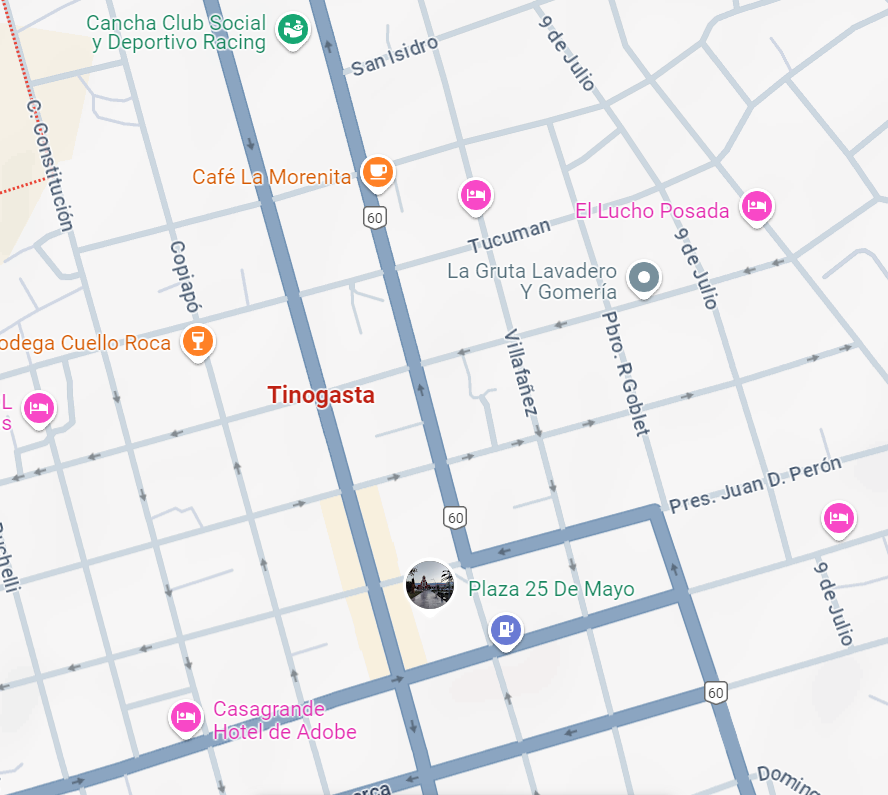 Cancha Club Social
y Deportivo Racing
San Isidro
9 de Julio
C. Constitución
Café La Morenita
60
El Lucho Posada
Tucuman
9 de Julio
Copiapó
La Gruta Lavadero
Y Gomería
odega Cuello Roca
Villafañez
Pbro. R Goblet
Tinogasta
L
s
Pres. Juan D. Perón
60
Plaza 25 De Mayo
9 de Julio
60
Casagrande
Hotel de Adobe
Doming